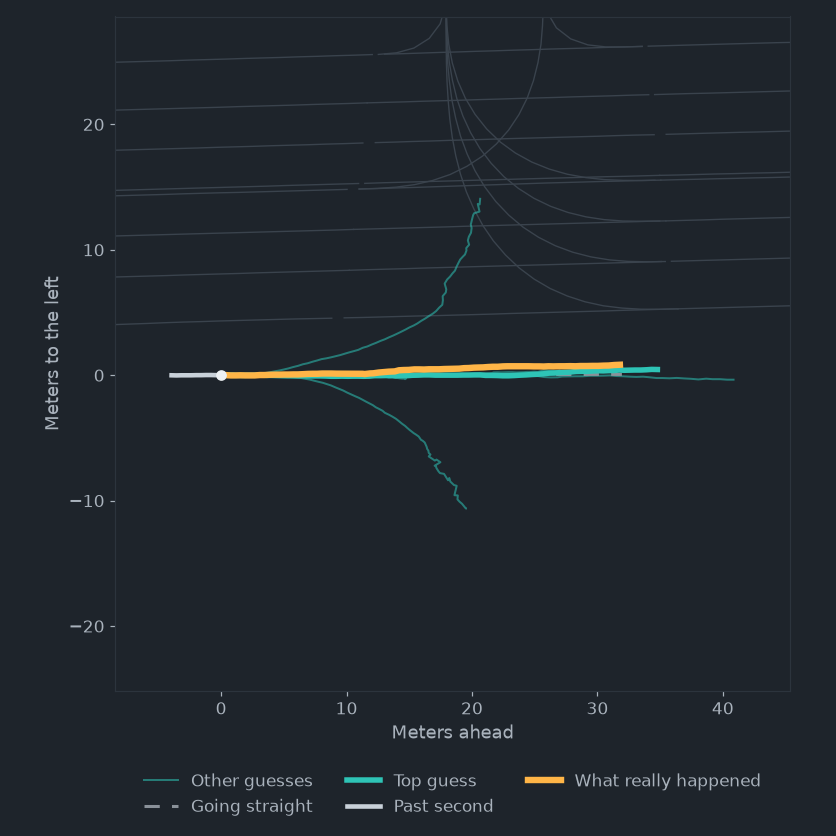 20
10
0
−10
−20
Meters to the left
0 10 20 30 40
Meters ahead
Other guesses Top guess What really happened
Going straight Past second